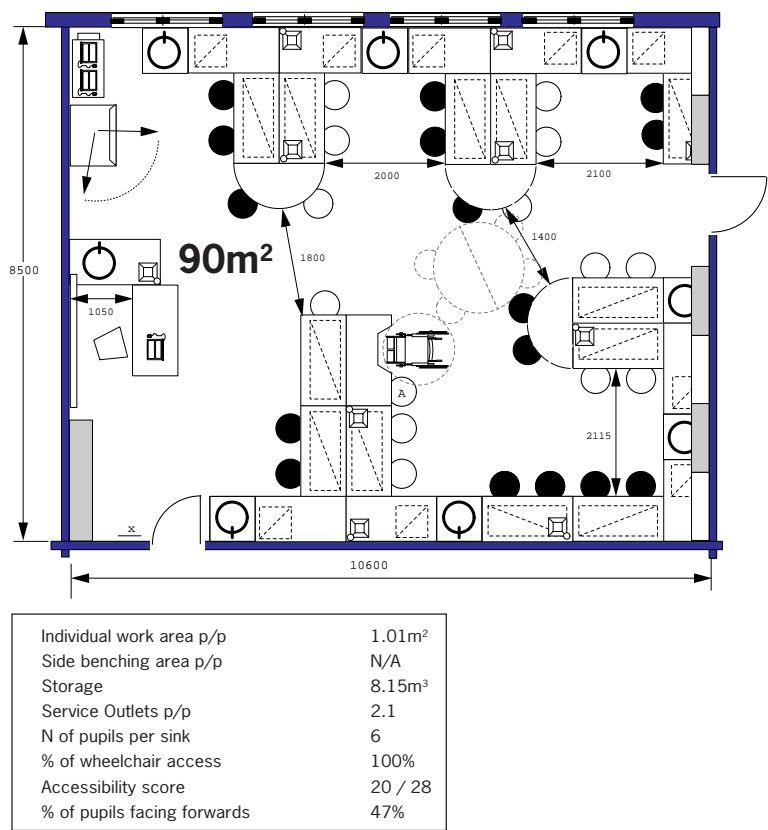 2000
2100
1400
1800
90m²
8500
1050
A
2115
x
10600
Individual work area p/p 1.01m²
Side benching area p/p N/A
Storage 8.15m³
Service Outlets p/p 2.1
N of pupils per sink 6
% of wheelchair access 100%
Accessibility score 20 / 28
% of pupils facing forwards 47%